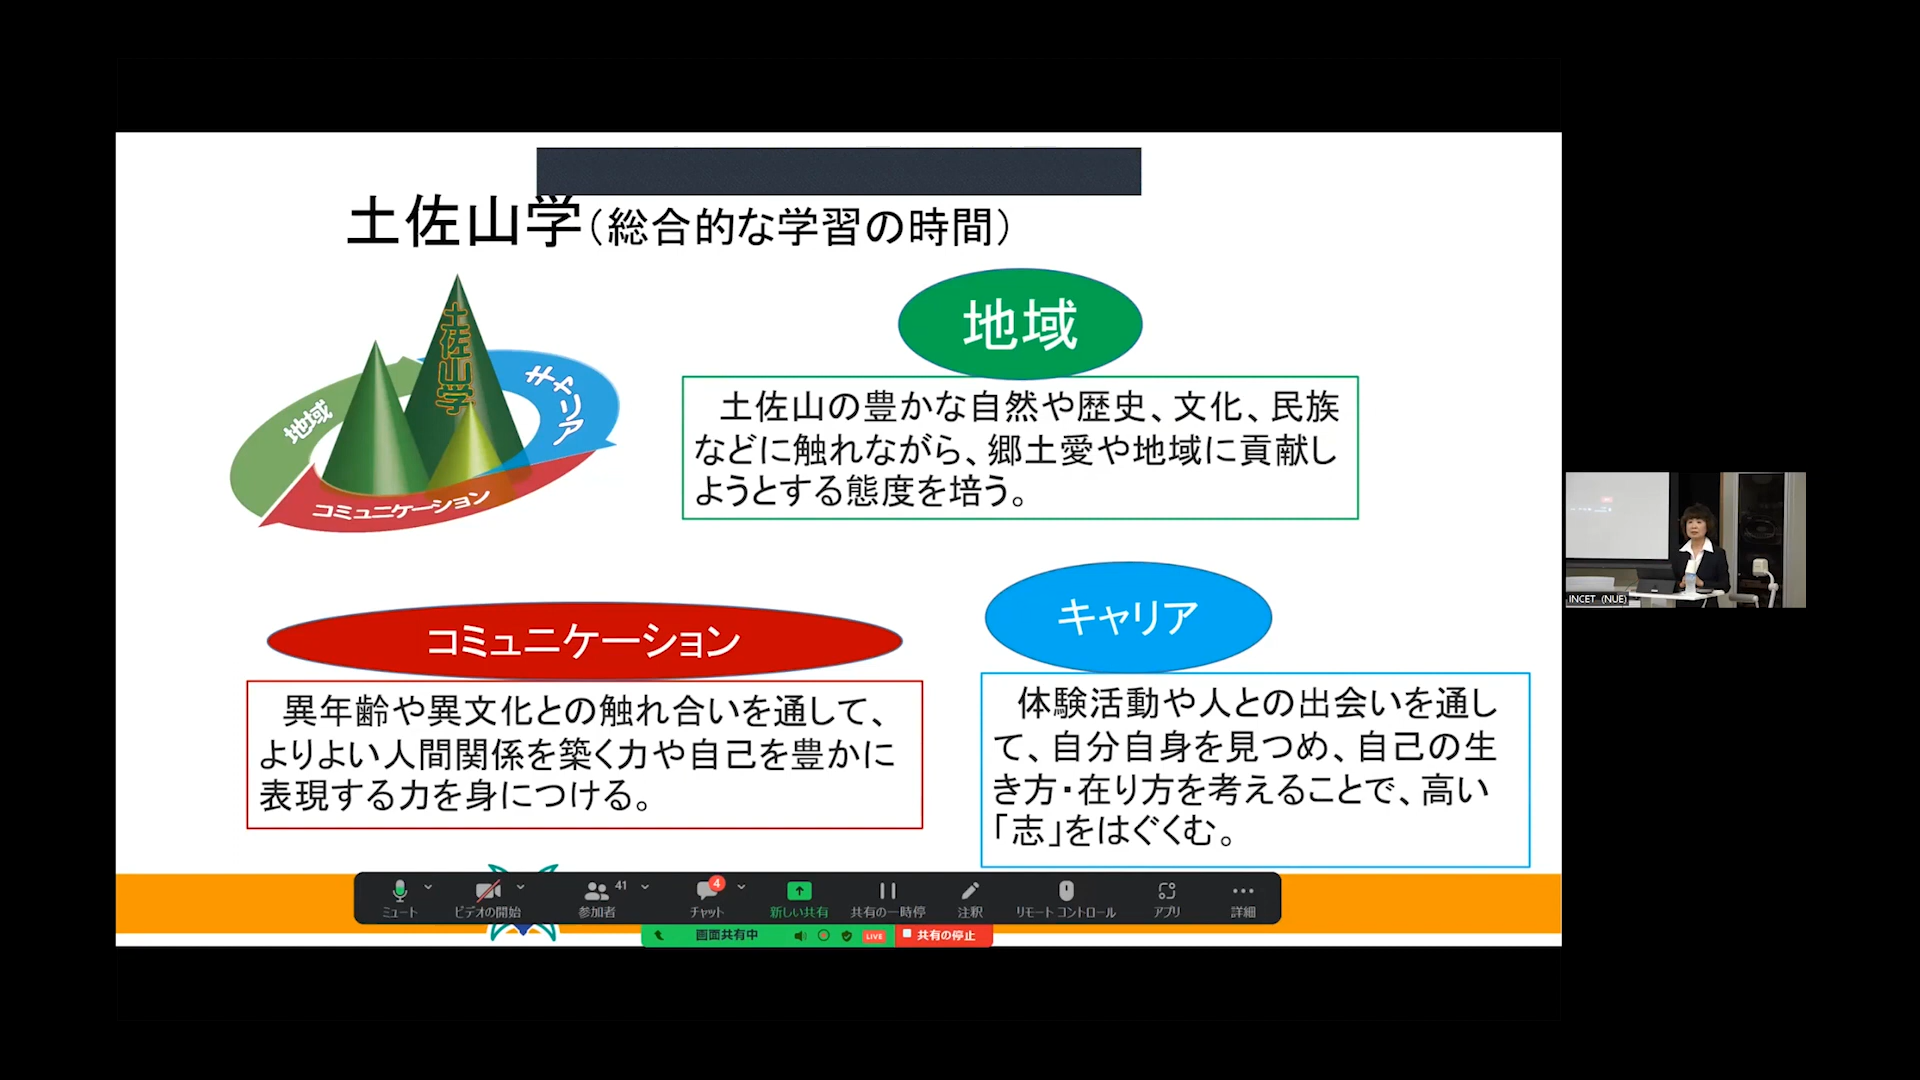 土佐山学（総合的な学習の時間）
土佐山学
地域
キャリア
コミュニケーション
地域
土佐山の豊かな自然や歴史、文化、民族
などに触れながら、郷土愛や地域に貢献し
ようとする態度を培う。
コミュニケーション
異年齢や異文化との触れ合いを通して、
よりよい人間関係を築く力や自己を豊かに
表現する力を身につける。
キャリア
体験活動や人との出会いを通し
て、自分自身を見つめ、自己の生
き方・在り方を考えることで、高い
「志」をはぐくむ。
INCET (NUE)
ミュート
ビデオの開始
41
参加者
4
チャット
新しい共有
共有の一時停
注釈
リモート コントロール
アプリ
詳細
画面共有中
LIVE
共有の停止